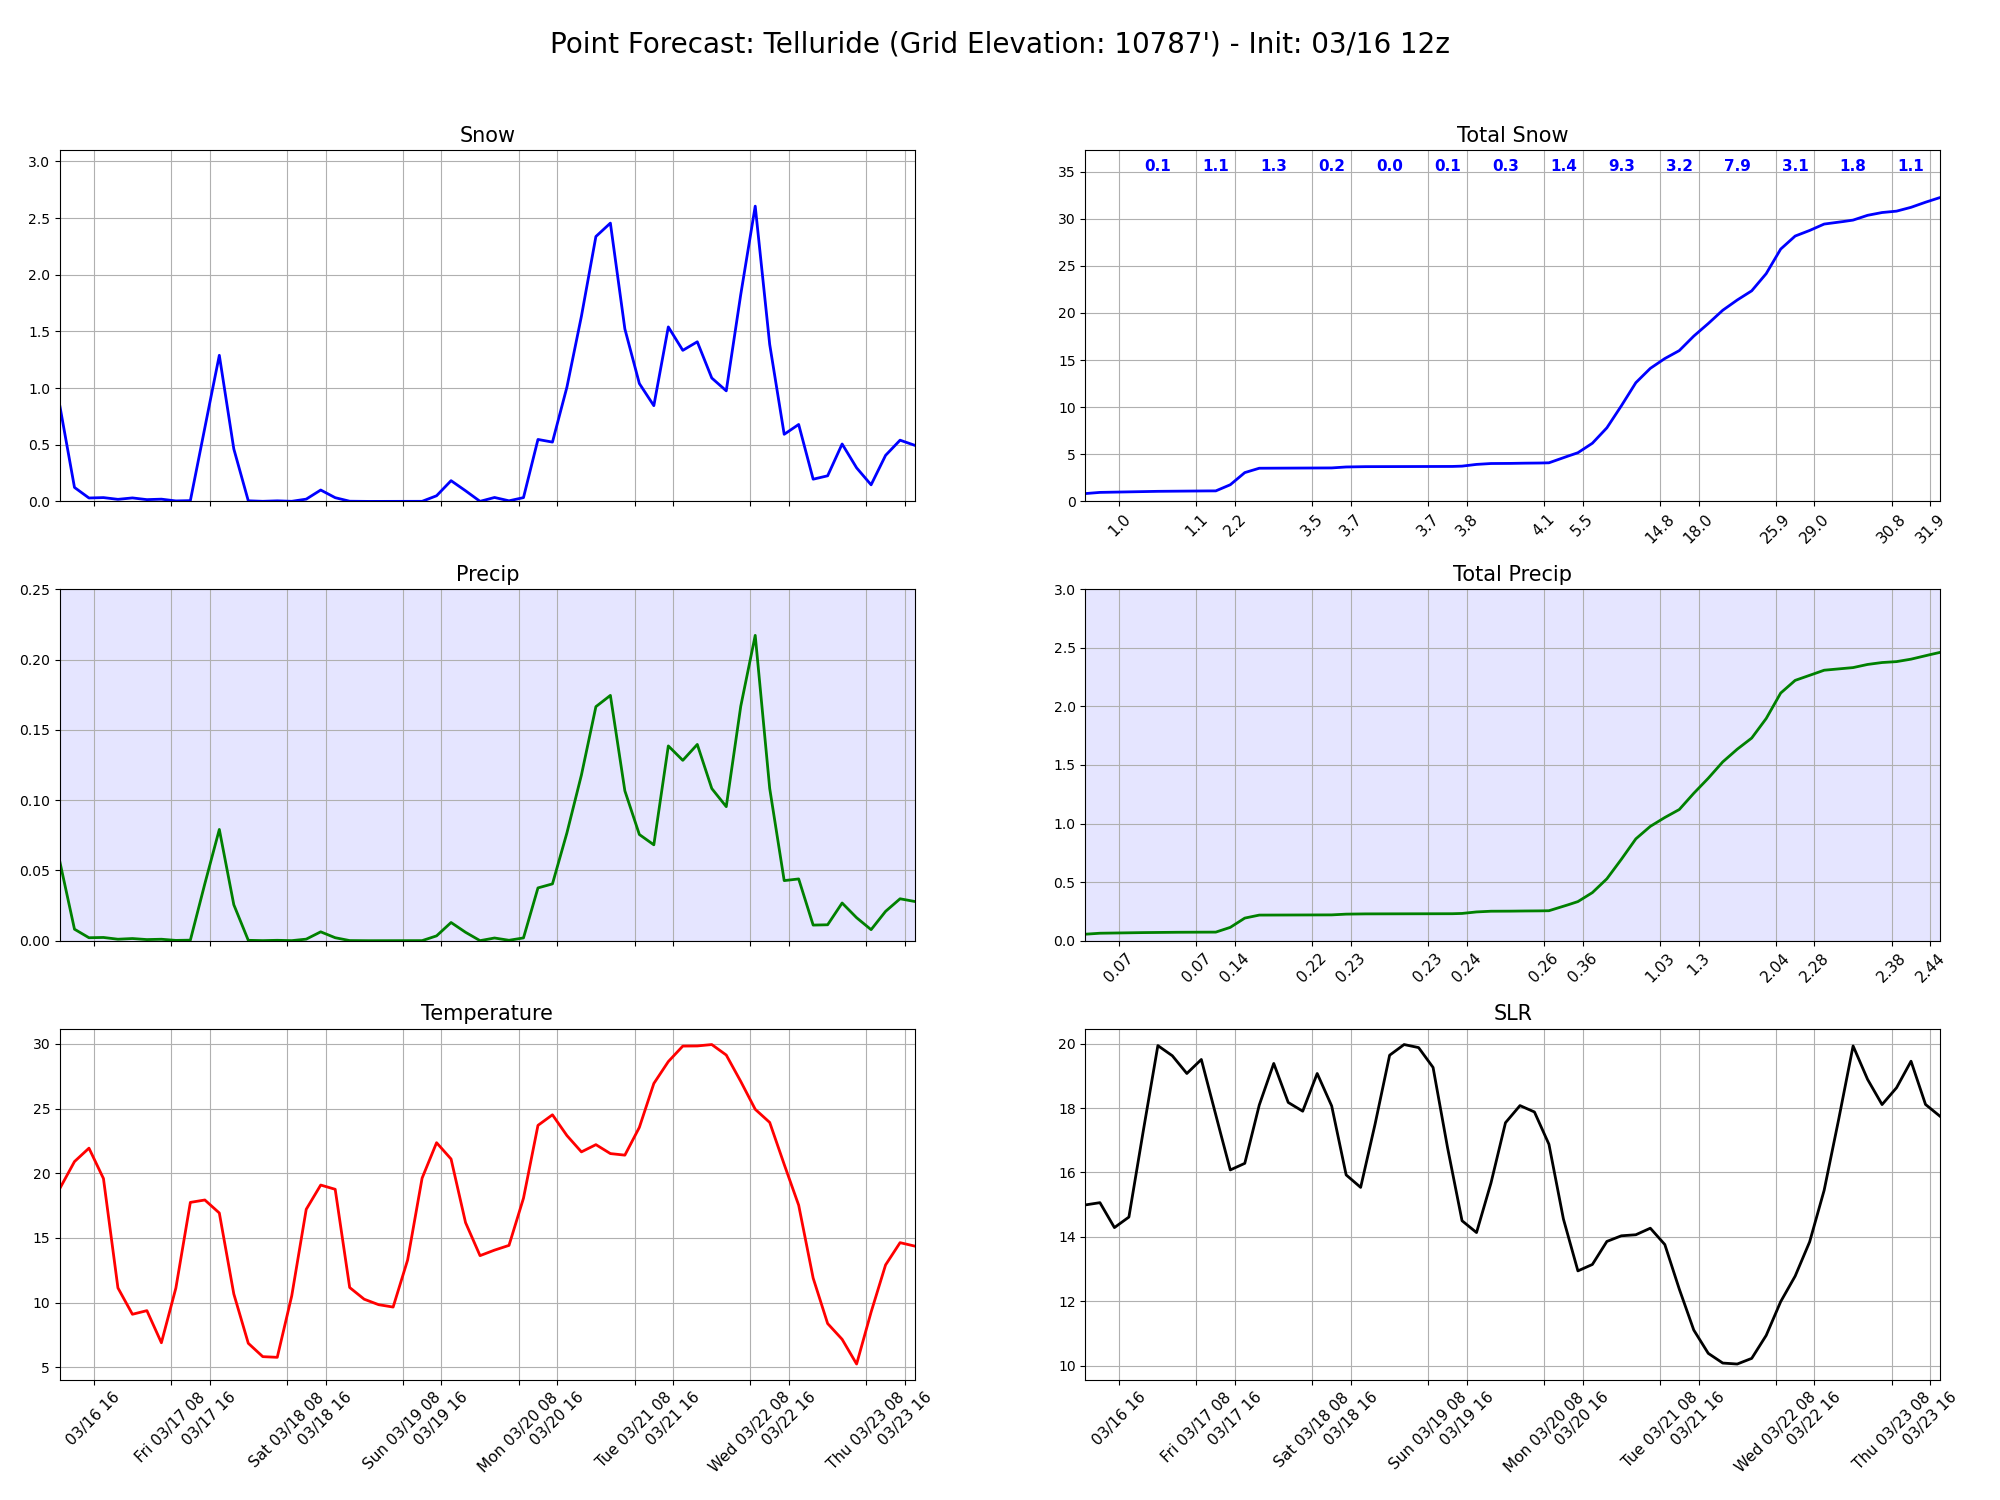 Point Forecast: Telluride (Grid Elevation: 10787') - Init: 03/16 12z
Snow
3.0
2.5
2.0
1.5
1.0
0.5
0.0
Total Snow
0.1 1.1 1.3 0.2 0.0 0.1 0.3 1.4 9.3 3.2 7.9 3.1 1.8 1.1
35
30
25
20
15
10
5
0
1.0 1.1 2.2 3.5 3.7 3.7 3.8 4.1 5.5 14.8 18.0 25.9 29.0 30.8 31.9
Precip
0.25
0.20
0.15
0.10
0.05
0.00
Total Precip
3.0
2.5
2.0
1.5
1.0
0.5
0.0
0.07 0.07 0.14 0.22 0.23 0.23 0.24 0.26 0.36 1.03 1.3 2.04 2.28 2.38 2.44
Temperature
30
25
20
15
10
5
03/16 16
Fri 03/17 08
03/17 16
Sat 03/18 08
03/18 16
Sun 03/19 08
03/19 16
Mon 03/20 08
03/20 16
Tue 03/21 08
03/21 16
Wed 03/22 08
03/22 16
Thu 03/23 08
03/23 16
SLR
20
18
16
14
12
10
03/16 16
Fri 03/17 08
03/17 16
Sat 03/18 08
03/18 16
Sun 03/19 08
03/19 16
Mon 03/20 08
03/20 16
Tue 03/21 08
03/21 16
Wed 03/22 08
03/22 16
Thu 03/23 08
03/23 16